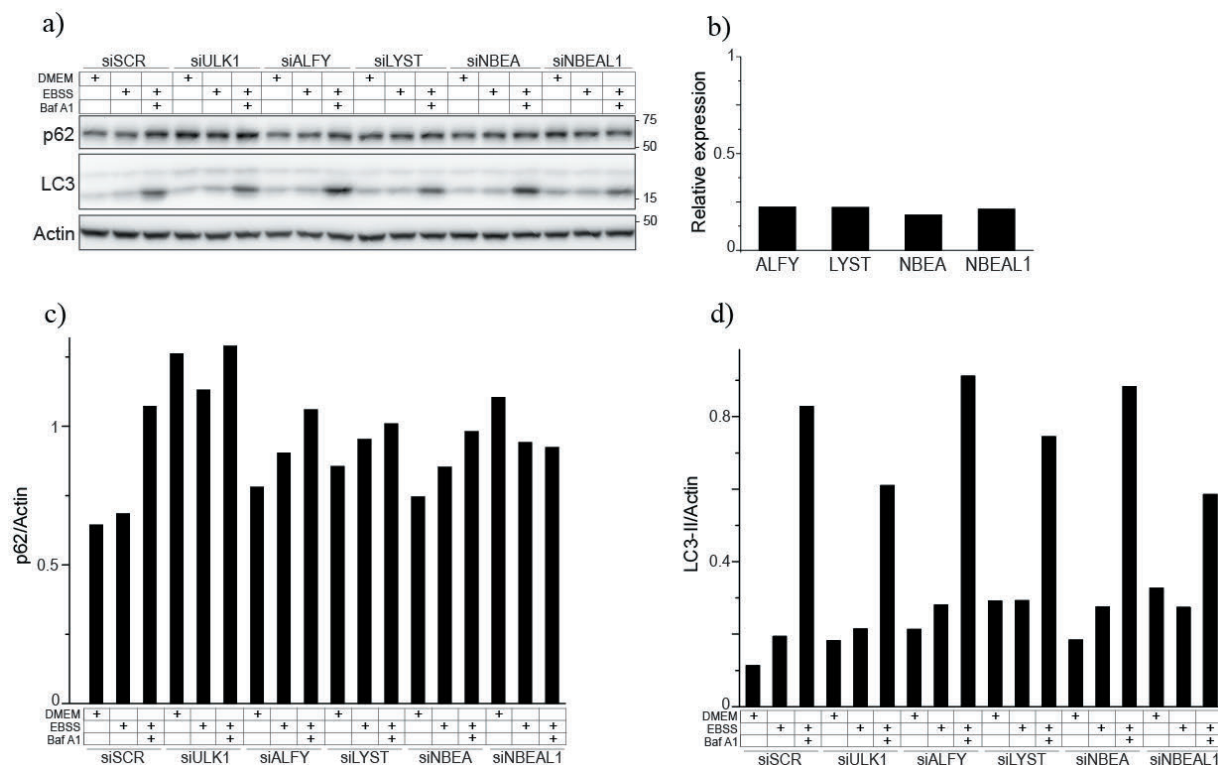 a)
siSCR siULK1 siALFY siLYST siNBEA siNBEAL1
DMEM + + + + + +
EBSS + + + + + + + + + + + +
Baf A1 + + + + + +
p62 75
50
LC3
15
Actin 50
b)
Relative expression
1
0.5
0
ALFY LYST NBEA NBEAL1
c)
p62/Actin
1
0.5
0
DMEM + + + + + +
EBSS + + + + + + + + + + + +
Baf A1 + + + + + +
siSCR siULK1 siALFY siLYST siNBEA siNBEAL1
d)
LC3-II/Actin
0.8
0.4
0
DMEM + + + + + +
EBSS + + + + + + + + + + + +
Baf A1 + + + + + +
siSCR siULK1 siALFY siLYST siNBEA siNBEAL1